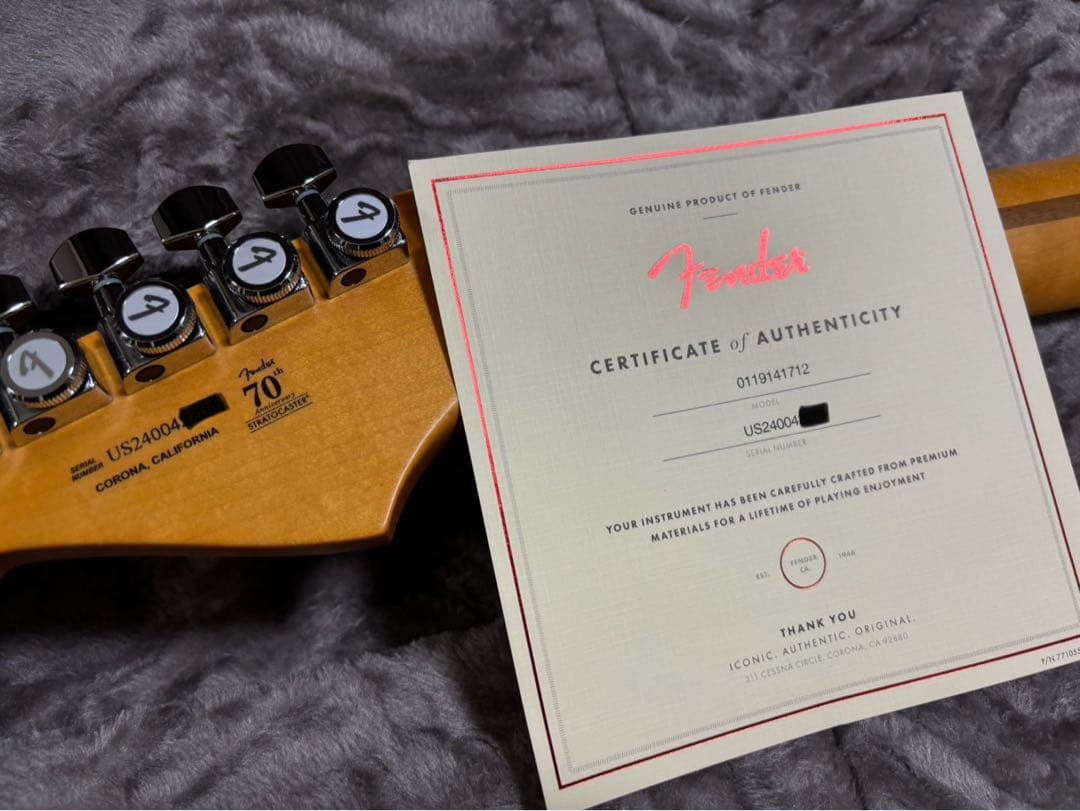 F
F
F
F
Fender
70th
Anniversary
STRATOCASTER®
SERIAL
NUMBER
US24004
CORONA, CALIFORNIA
GENUINE PRODUCT OF FENDER
Fender
CERTIFICATE of AUTHENTICITY
0119141712
MODEL
US24004
SERIAL NUMBER
YOUR INSTRUMENT HAS BEEN CAREFULLY CRAFTED FROM PREMIUM
MATERIALS FOR A LIFETIME OF PLAYING ENJOYMENT
EST. FENDER CA. 1946
THANK YOU
ICONIC. AUTHENTIC. ORIGINAL.
311 CESSNA CIRCLE, CORONA, CA 92880